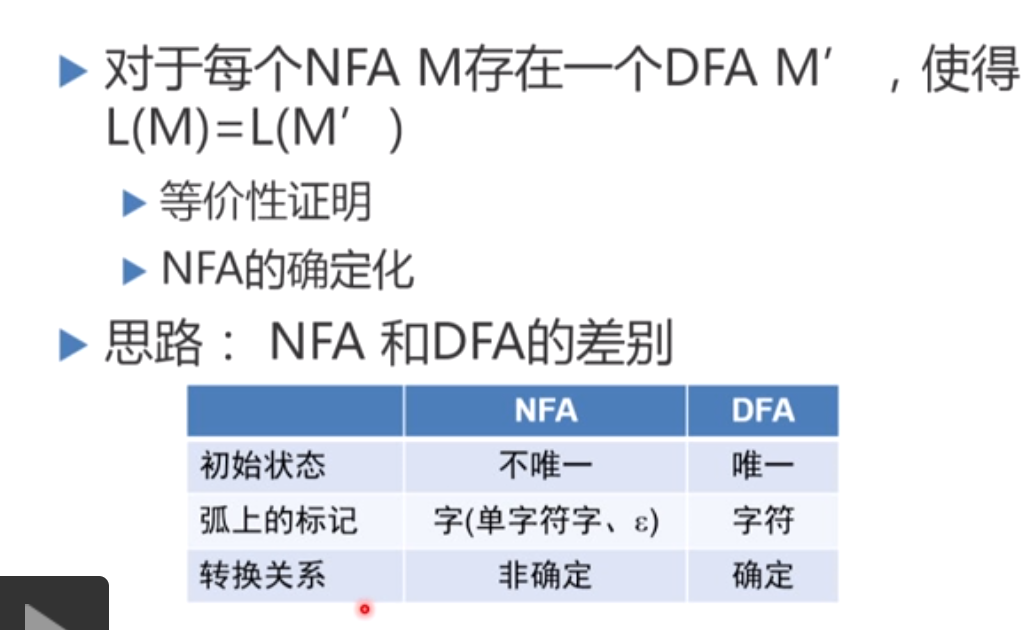 对于每个NFA M存在一个DFA M′ ，使得
L(M)=L(M′ )
等价性证明
NFA的确定化
思路： NFA 和DFA的差别
NFA DFA
初始状态 不唯一 唯一
弧上的标记 字(单字符字、ε) 字符
转换关系 非确定 确定